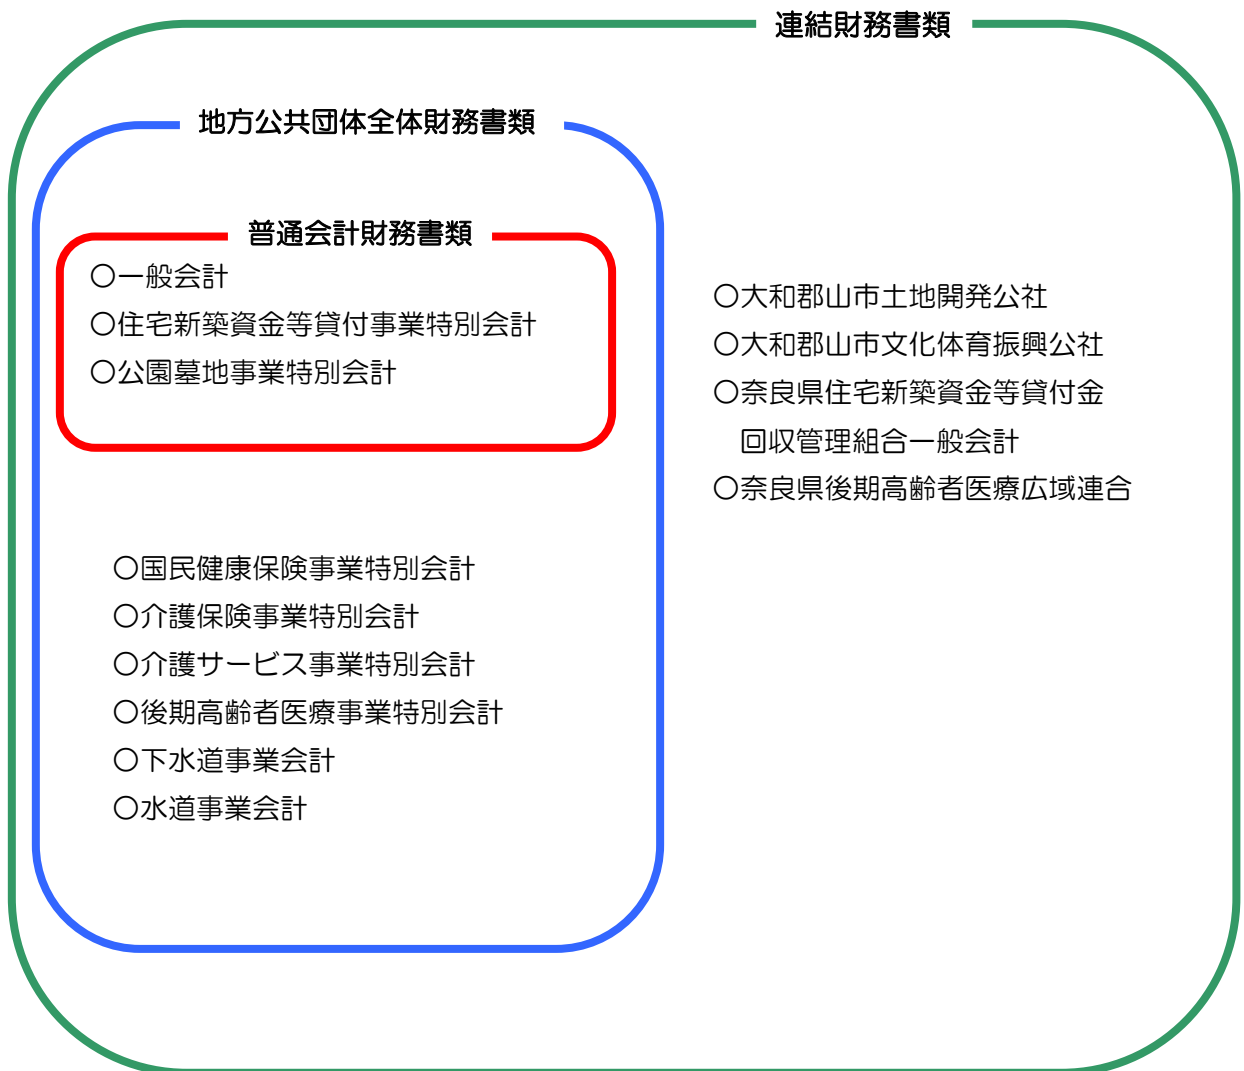 連結財務書類
地方公共団体全体財務書類
普通会計財務書類
〇一般会計
〇住宅新築資金等貸付事業特別会計
〇公園墓地事業特別会計
〇国民健康保険事業特別会計
〇介護保険事業特別会計
〇介護サービス事業特別会計
〇後期高齢者医療事業特別会計
〇下水道事業会計
〇水道事業会計
〇大和郡山市土地開発公社
〇大和郡山市文化体育振興公社
〇奈良県住宅新築資金等貸付金
回収管理組合一般会計
〇奈良県後期高齢者医療広域連合